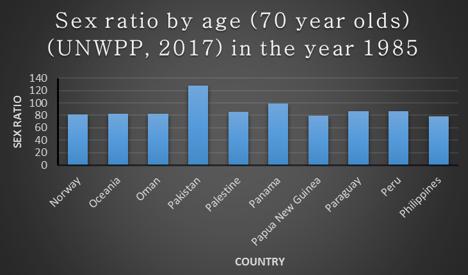 Sex ratio by age (70 year olds)
(UNWPP, 2017) in the year 1985
SEX RATIO
140
120
100
80
60
40
20
0
Norway
Oceania
Oman
Pakistan
Palestine
Panama
Papua New Guinea
Paraguay
Peru
Philippines
COUNTRY